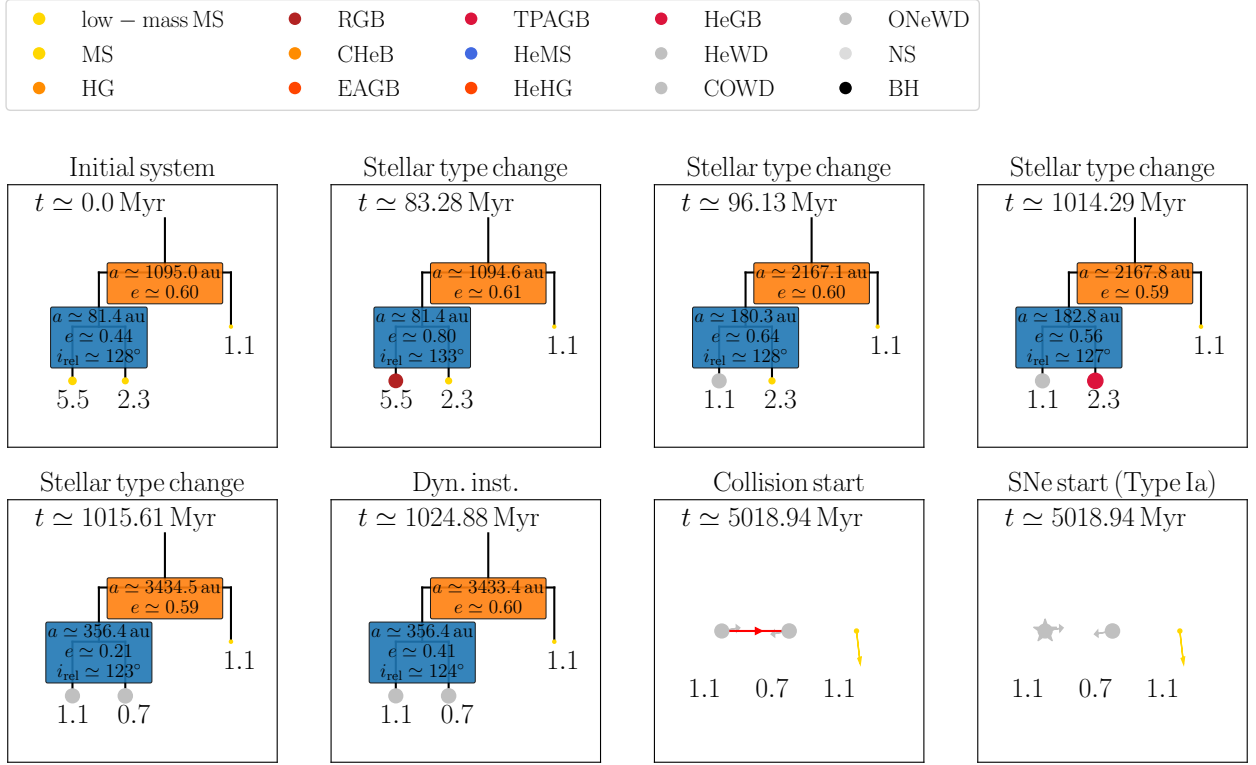 low − mass MS RGB TPAGB HeGB ONeWD
MS CHeB HeMS HeWD NS
HG EAGB HeHG COWD BH
Initial system Stellar type change Stellar type change Stellar type change
t ≃ 0.0 Myr t ≃ 83.28 Myr t ≃ 96.13 Myr t ≃ 1014.29 Myr
a ≃ 1095.0 au a ≃ 1094.6 au a ≃ 2167.1 au a ≃ 2167.8 au
e ≃ 0.60 e ≃ 0.61 e ≃ 0.60 e ≃ 0.59
a ≃ 81.4 au a ≃ 81.4 au a ≃ 180.3 au a ≃ 182.8 au
e ≃ 0.44 e ≃ 0.80 e ≃ 0.64 e ≃ 0.56
1.1 1.1 1.1 1.1
i_rel ≃ 128° i_rel ≃ 133° i_rel ≃ 128° i_rel ≃ 127°
5.5 2.3 5.5 2.3 1.1 2.3 1.1 2.3
Stellar type change Dyn. inst. Collision start SNe start (Type Ia)
t ≃ 1015.61 Myr t ≃ 1024.88 Myr t ≃ 5018.94 Myr t ≃ 5018.94 Myr
a ≃ 3434.5 au a ≃ 3433.4 au
e ≃ 0.59 e ≃ 0.60
a ≃ 356.4 au a ≃ 356.4 au
e ≃ 0.21 e ≃ 0.41
1.1 1.1
i_rel ≃ 123° i_rel ≃ 124°
1.1 0.7 1.1 0.7 1.1 0.7 1.1 1.1 0.7 1.1